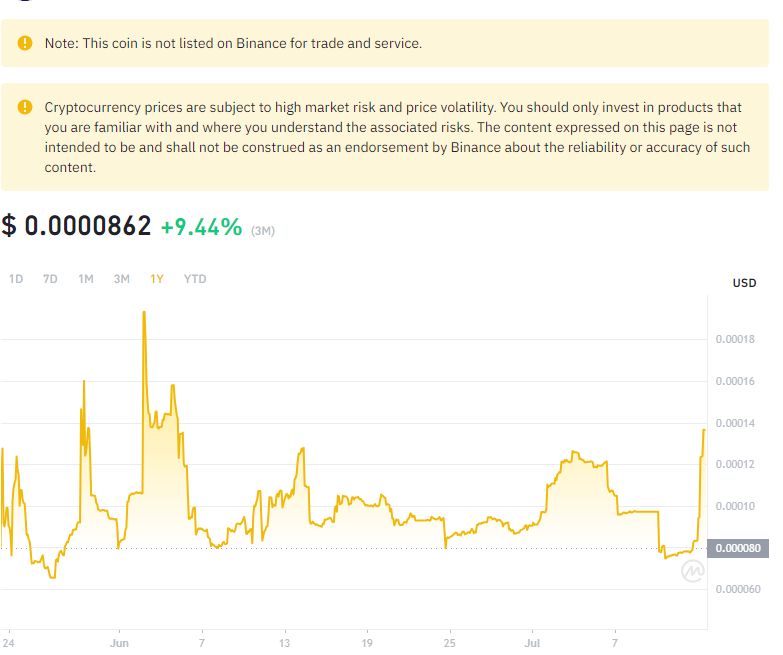 Note: This coin is not listed on Binance for trade and service.
Cryptocurrency prices are subject to high market risk and price volatility. You should only invest in products that
you are familiar with and where you understand the associated risks. The content expressed on this page is not
intended to be and shall not be construed as an endorsement by Binance about the reliability or accuracy of such
content.
$ 0.0000862 +9.44% (3M)
1D 7D 1M 3M 1Y YTD
USD
0.00018
0.00016
0.00014
0.00012
0.00010
0.000080
0.000060
24 Jun 7 13 19 25 Jul 7